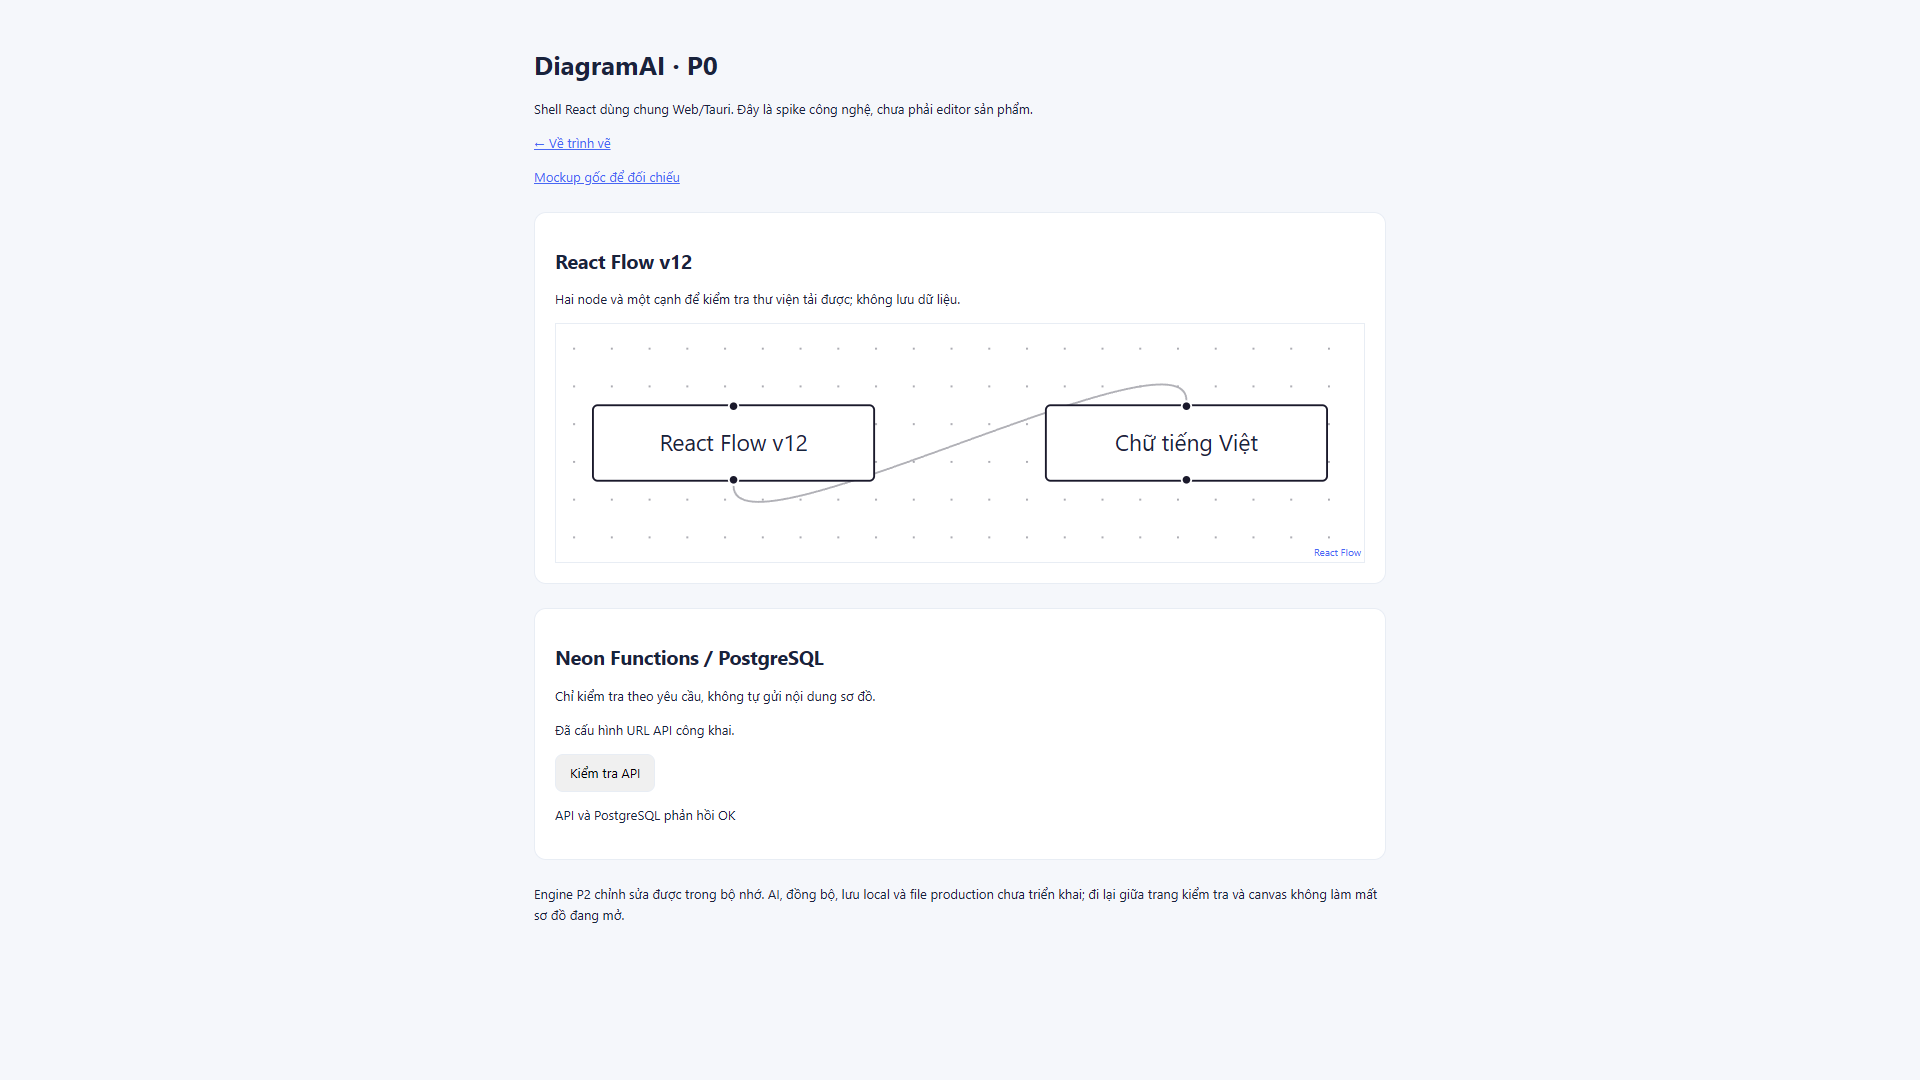 DiagramAI · P0
Shell React dùng chung Web/Tauri. Đây là spike công nghệ, chưa phải editor sản phẩm.
← Về trình vẽ
Mockup gốc để đối chiếu
React Flow v12
Hai node và một cạnh để kiểm tra thư viện tải được; không lưu dữ liệu.
React Flow v12
Chữ tiếng Việt
React Flow
Neon Functions / PostgreSQL
Chỉ kiểm tra theo yêu cầu, không tự gửi nội dung sơ đồ.
Đã cấu hình URL API công khai.
Kiểm tra API
API và PostgreSQL phản hồi OK
Engine P2 chỉnh sửa được trong bộ nhớ. AI, đồng bộ, lưu local và file production chưa triển khai; đi lại giữa trang kiểm tra và canvas không làm mất
sơ đồ đang mở.